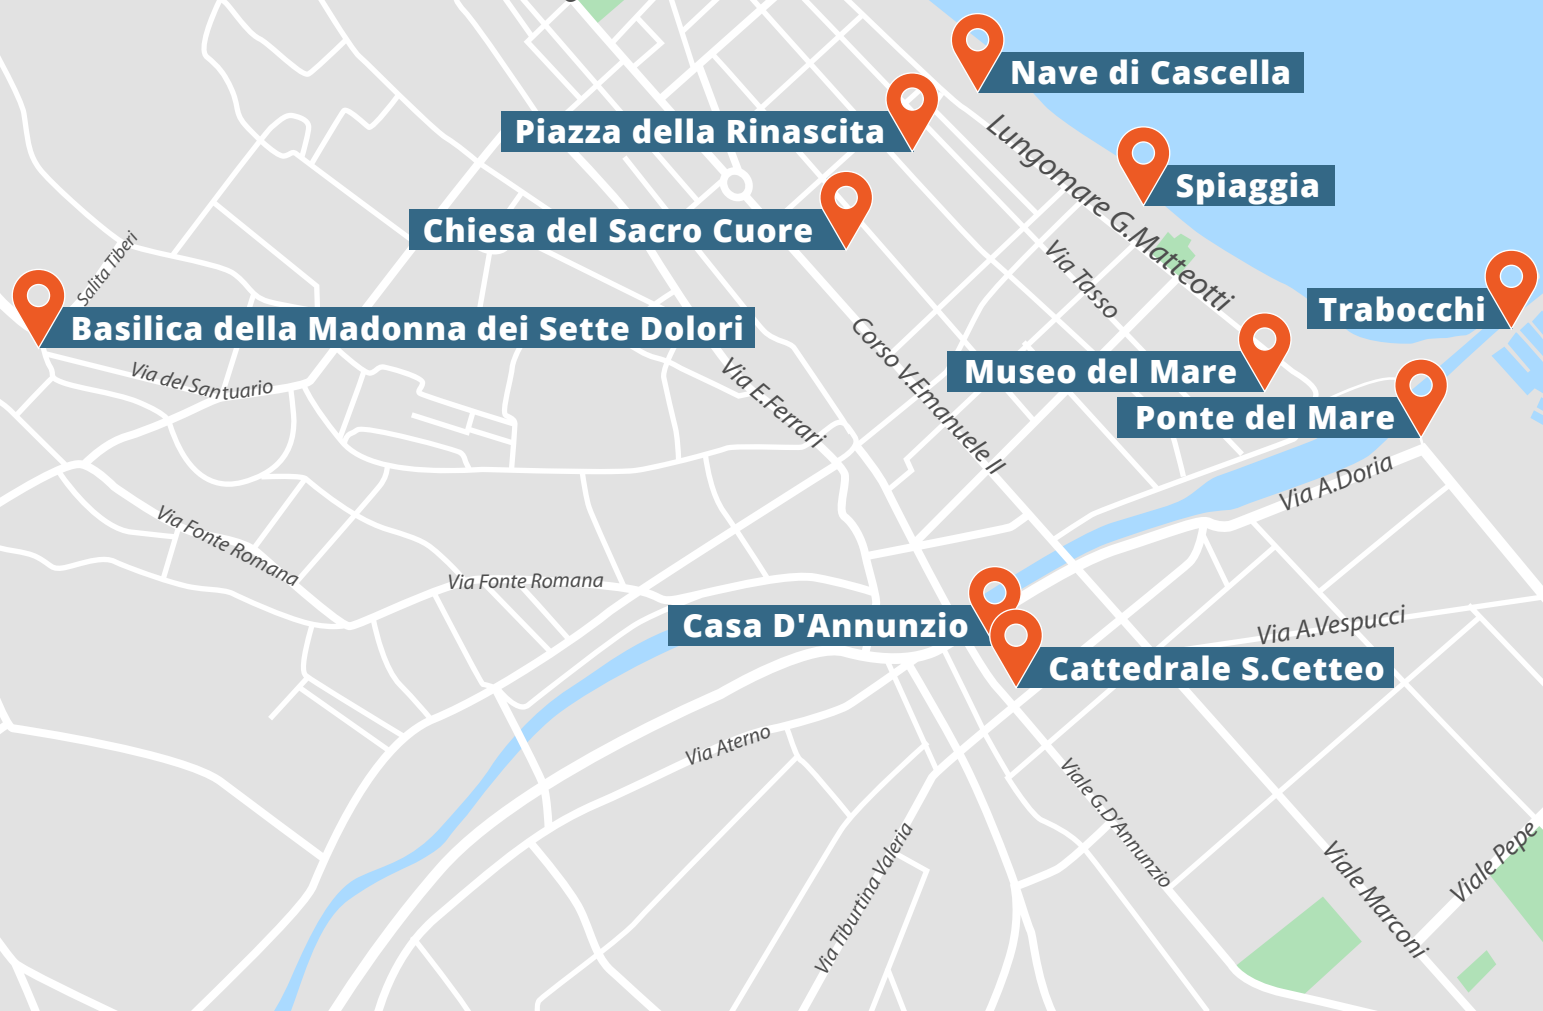 Nave di Cascella
Piazza della Rinascita
Lungomare G.Matteotti
Spiaggia
Chiesa del Sacro Cuore
Salita Tiberi
Via Tasso
Trabocchi
Basilica della Madonna dei Sette Dolori
Corso V.Emanuele II
Museo del Mare
Via del Santuario
Via E.Ferrari
Ponte del Mare
Via A.Doria
Via Fonte Romana
Via Fonte Romana
Casa D'Annunzio
Via A.Vespucci
Cattedrale S.Cetteo
Via Aterno
Viale G.D'Annunzio
Via Tiburtina Valeria
Viale Marconi
Viale Pepe